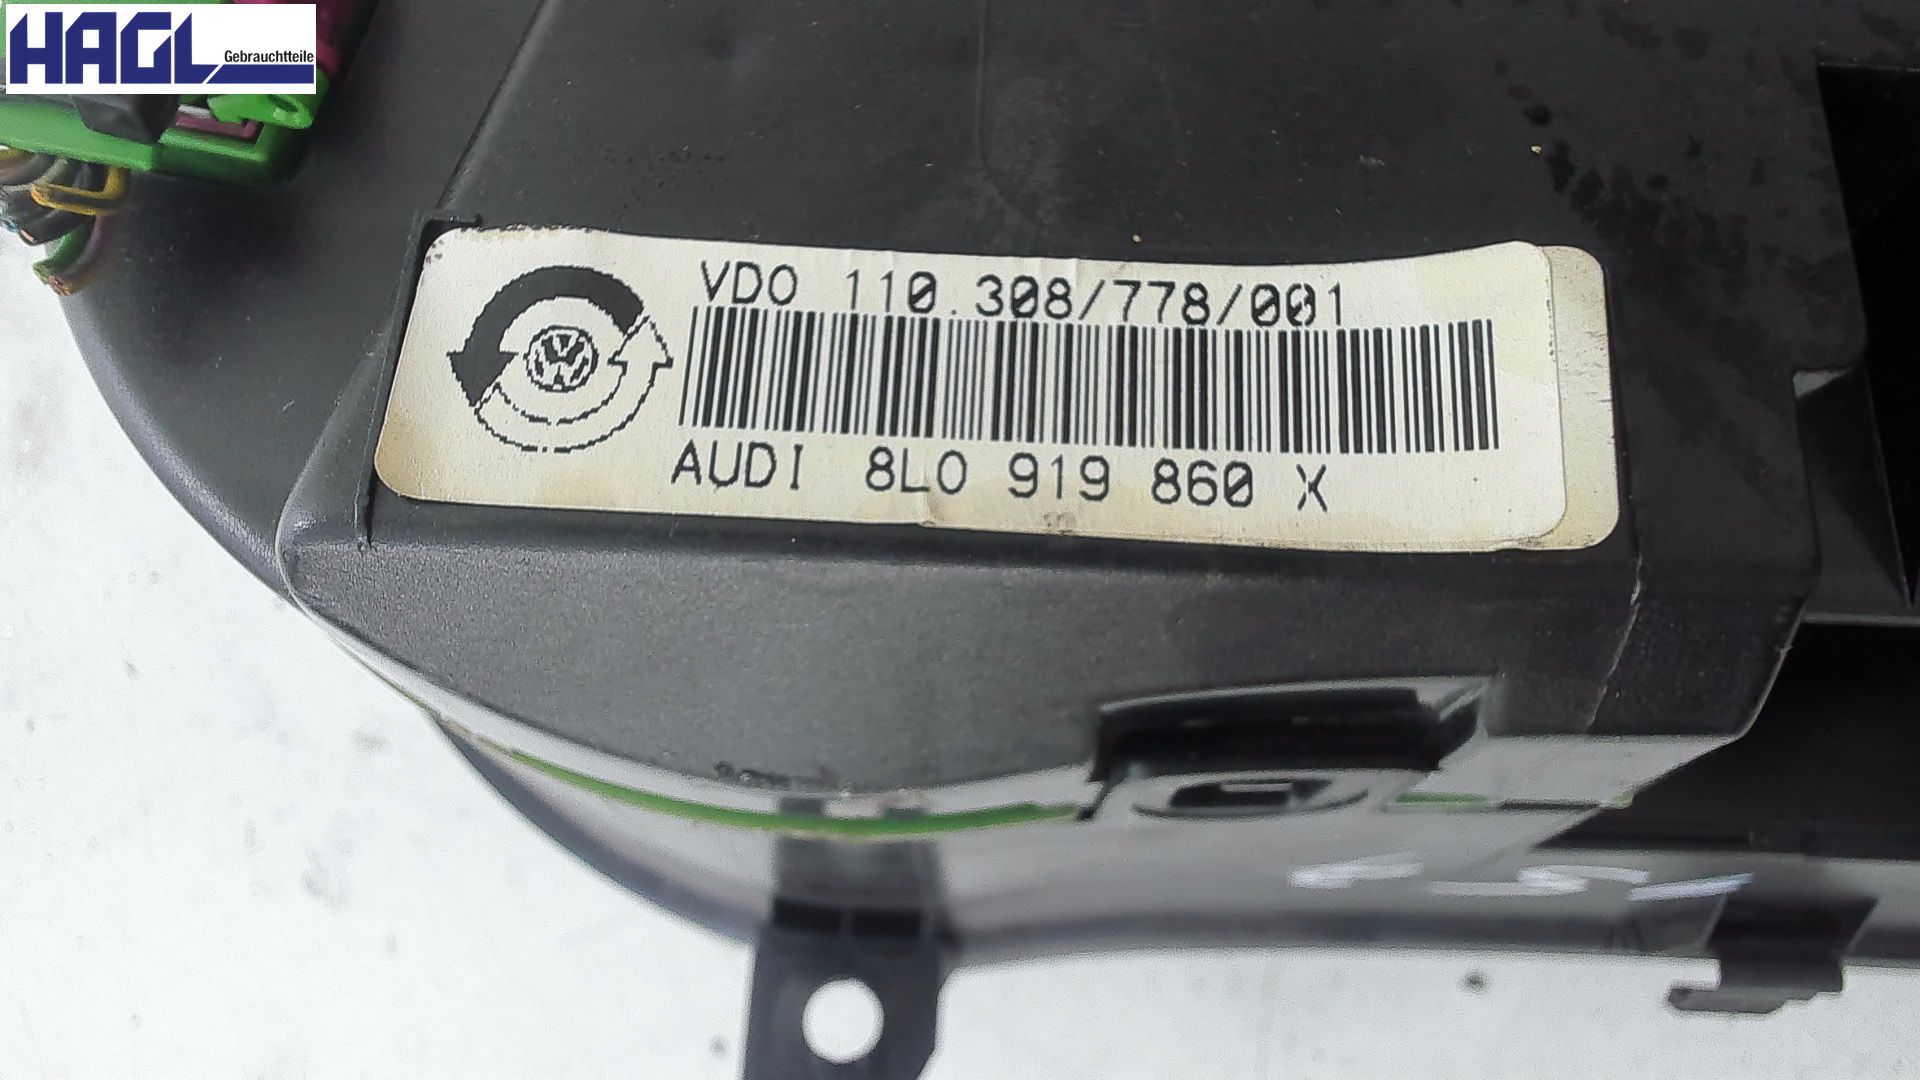 HAGL
Gebrauchtteile
VDO 110.308/778/001
AUDI 8L0 919 860 X